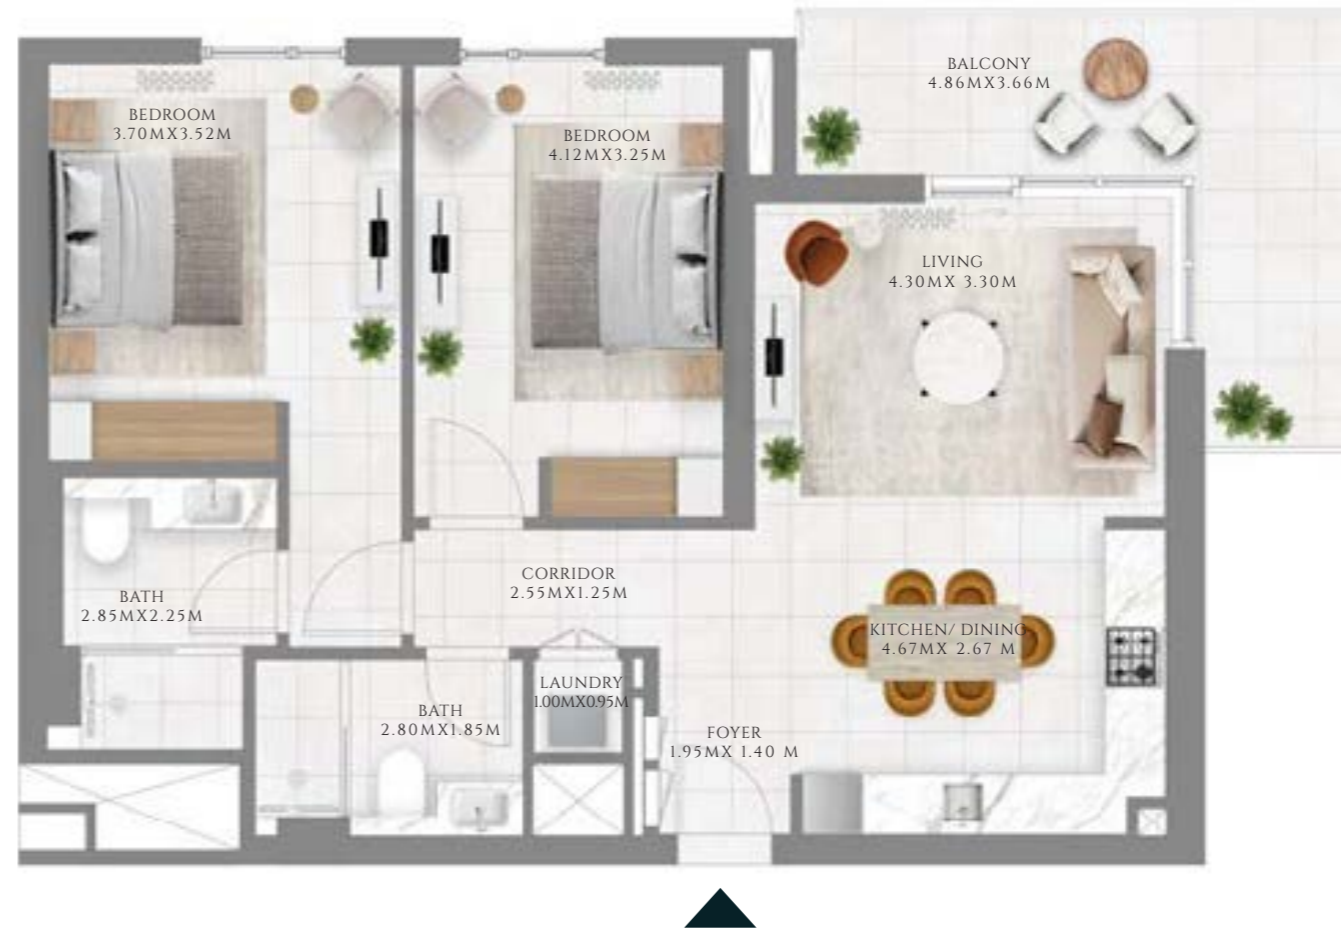 BALCONY
4.86MX3.66M
BEDROOM
3.70MX3.52M
BEDROOM
4.12MX3.25M
LIVING
4.30MX 3.30M
CORRIDOR
2.55MX1.25M
BATH
2.85MX2.25M
KITCHEN/ DINING
4.67MX 2.67 M
LAUNDRY
1.00MX0.95M
BATH
2.80MX1.85M
FOYER
1.95MX 1.40 M